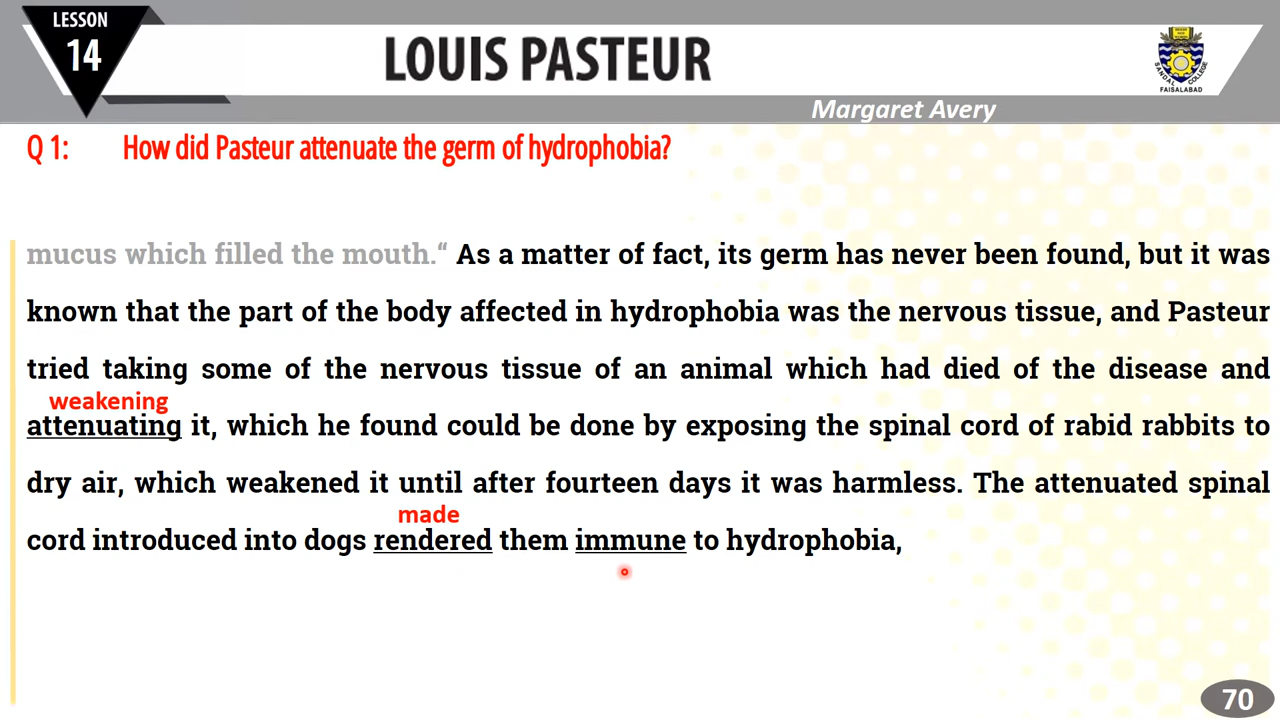 LESSON
14
LOUIS PASTEUR
SANDAL COLLEGE
FAISALABAD
Margaret Avery
Q 1: How did Pasteur attenuate the germ of hydrophobia?
mucus which filled the mouth.“ As a matter of fact, its germ has never been found, but it was
known that the part of the body affected in hydrophobia was the nervous tissue, and Pasteur
tried taking some of the nervous tissue of an animal which had died of the disease and
weakening
attenuating it, which he found could be done by exposing the spinal cord of rabid rabbits to
dry air, which weakened it until after fourteen days it was harmless. The attenuated spinal
made
cord introduced into dogs rendered them immune to hydrophobia,
70